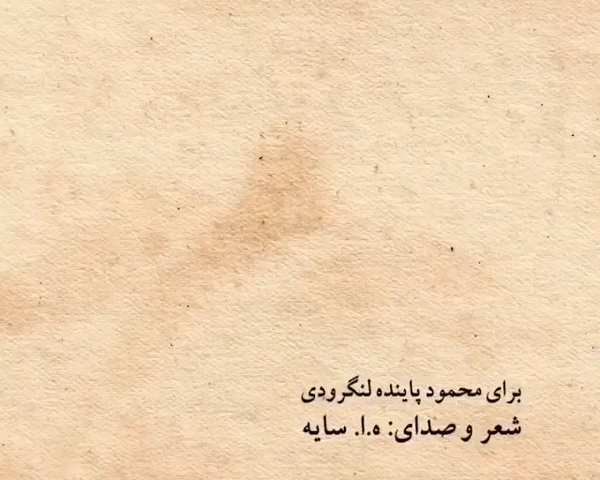 برای محمود پاینده لنگرودی
شعر و صدای: ه‍.ا. سایه